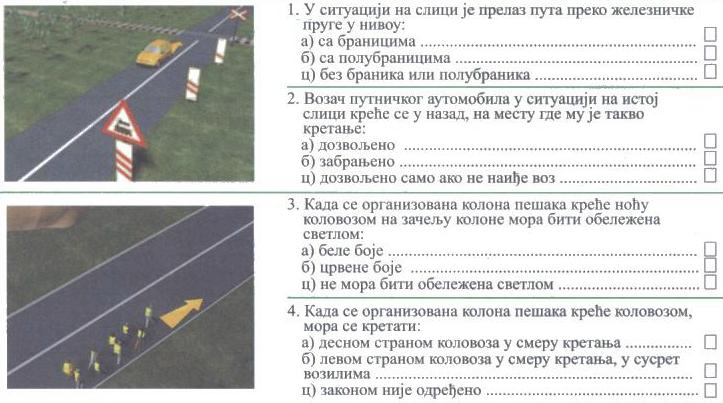 1. У ситуацији на слици је прелаз пута преко железничке
пруге у нивоу:
а) са браницима ............................................................
б) са полубраницима ....................................................
ц) без браника или полубраника ..................................
2. Возач путничког аутомобила у ситуацији на истој
слици креће се у назад, на месту где му је такво
кретање:
а) дозвољено ................................................................
б) забрањено ................................................................
ц) дозвољено само ако не наиђе воз ............................
3. Када се организована колона пешака креће ноћу
коловозом на зачељу колоне мора бити обележена
светлом:
а) беле боје ..................................................................
б) црвене боје ..............................................................
ц) не мора бити обележена светлом ............................
4. Када се организована колона пешака креће коловозом,
мора се кретати:
а) десном страном коловоза у смеру кретања ..............
б) левом страном коловоза у смеру кретања, у сусрет
возилима ......................................................................
ц) законом није одређено ............................................